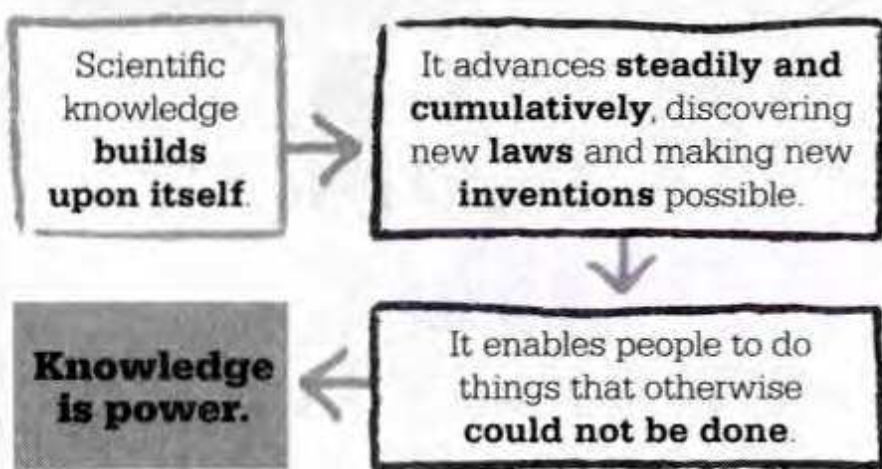 Scientific
knowledge
builds
upon itself.
It advances steadily and
cumulatively, discovering
new laws and making new
inventions possible.
It enables people to do
things that otherwise
could not be done.
Knowledge
is power.